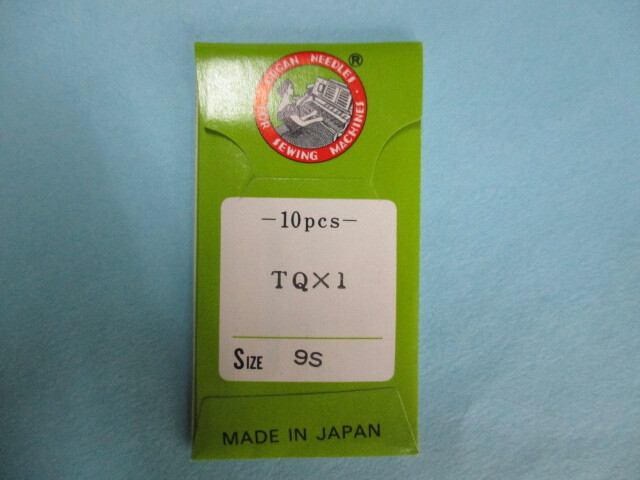 ORGAN NEEDLES
FOR SEWING MACHINES
®
-10pcs-
TQ×1
SIZE 9S
MADE IN JAPAN